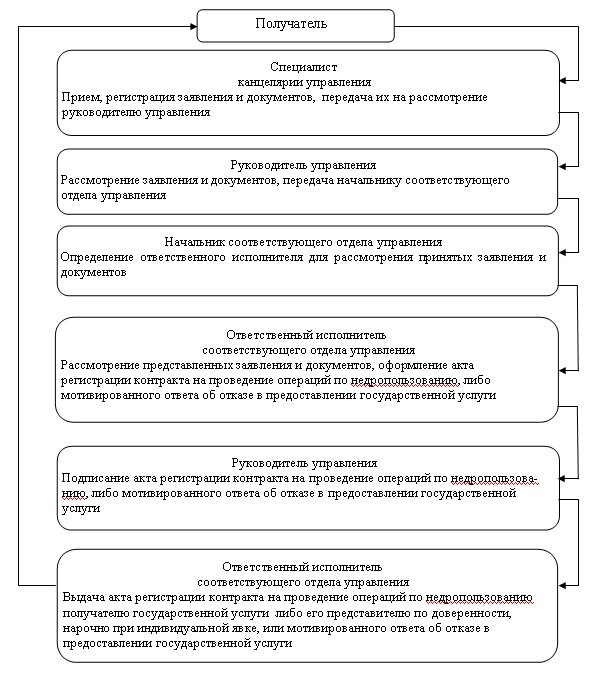 Получатель
Специалист
канцелярии управления
Прием, регистрация заявления и документов, передача их на рассмотрение
руководителю управления
Руководитель управления
Рассмотрение заявления и документов, передача начальнику соответствующего
отдела управления
Начальник соответствующего отдела управления
Определение ответственного исполнителя для рассмотрения принятых заявления и
документов
Ответственный исполнитель
соответствующего отдела управления
Рассмотрение представленных заявления и документов, оформление акта
регистрации контракта на проведение операций по недропользованию, либо
мотивированного ответа об отказе в предоставлении государственной услуги
Руководитель управления
Подписание акта регистрации контракта на проведение операций по недропользова-
нию, либо мотивированного ответа об отказе в предоставлении государственной
услуги
Ответственный исполнитель
соответствующего отдела управления
Выдача акта регистрации контракта на проведение операций по недропользованию
получателю государственной услуги либо его представителю по доверенности,
нарочно при индивидуальной явке, или мотивированного ответа об отказе в
предоставлении государственной услуги